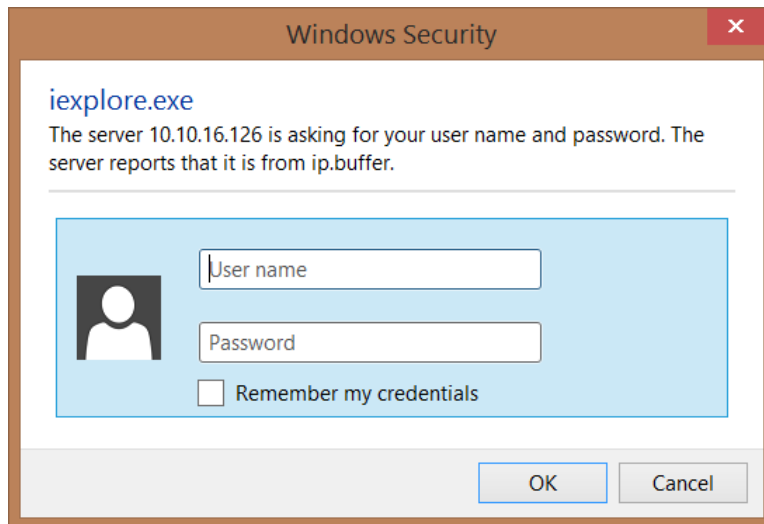 Windows Security
iexplore.exe
The server 10.10.16.126 is asking for your user name and password. The
server reports that it is from ip.buffer.
User name
Password
Remember my credentials
OK
Cancel